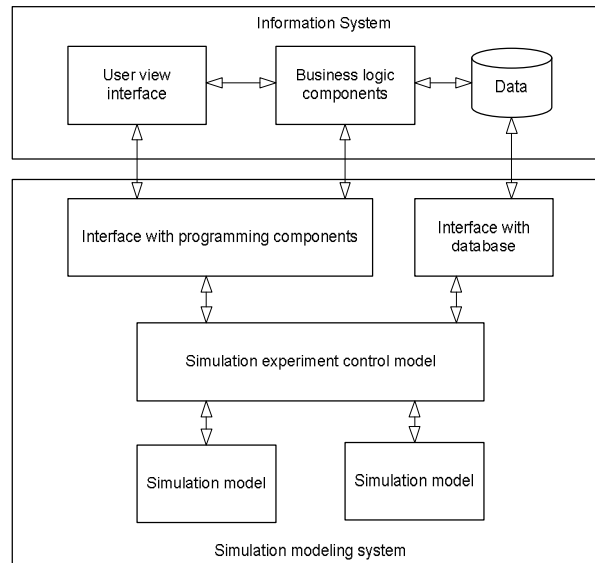 Information System
User view
interface
Business logic
components
Data
Interface with programming components
Interface with
database
Simulation experiment control model
Simulation model
Simulation model
Simulation modeling system